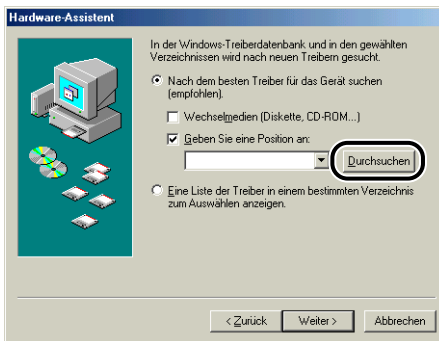 Hardware-Assistent
In der Windows-Treiberdatenbank und in den gewählten
Verzeichnissen wird nach neuen Treibern gesucht.
Nach dem besten Treiber für das Gerät suchen
(empfohlen).
Wechselmedien (Diskette, CD-ROM...)
Geben Sie eine Position an:
Durchsuchen
Eine Liste der Treiber in einem bestimmten Verzeichnis
zum Auswählen anzeigen.
< Zurück Weiter > Abbrechen